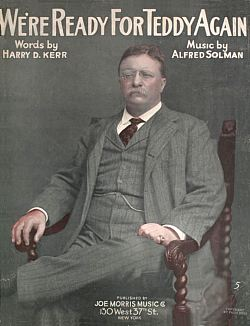 WE'RE READY FOR TEDDY AGAIN
Words by
HARRY D. KERR
Music by
ALFRED SOLMAN
5
PUBLISHED BY
JOE MORRIS MUSIC Co
130 West 37th St.
NEW YORK